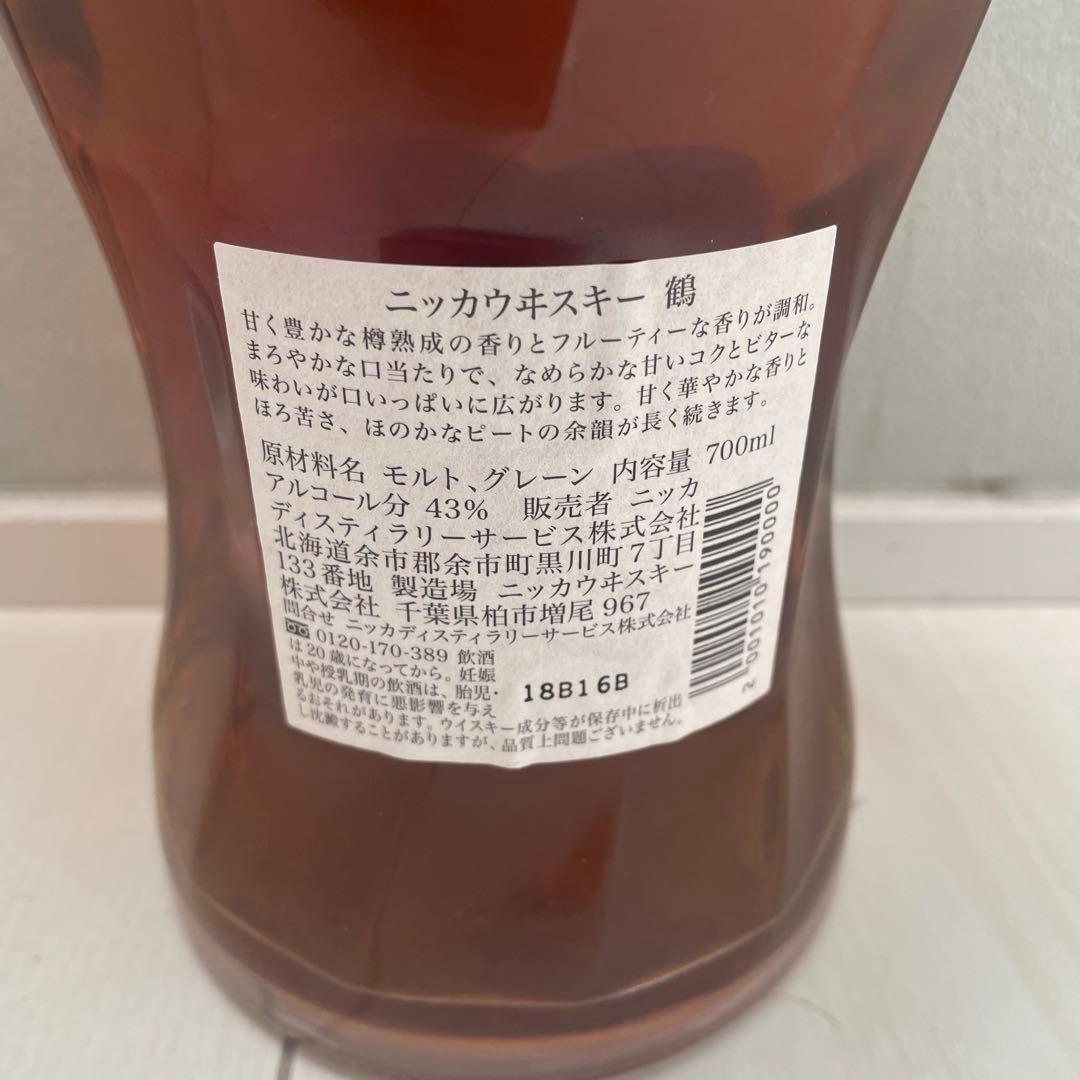 ニッカウヰスキー 鶴
甘く豊かな樽熟成の香りとフルーティーな香りが調和。
まろやかな口当たりで、なめらかな甘いコクとビターな
味わいが口いっぱいに広がります。甘く華やかな香りと
ほろ苦さ、ほのかなピートの余韻が長く続きます。
原材料名 モルト、グレーン 内容量 700ml
アルコール分 43% 販売者 ニッカ
ディスティラリーサービス株式会社
北海道余市郡余市町黒川町7丁目
133番地 製造場 ニッカウヰスキー
株式会社 千葉県柏市増尾967
問合せ ニッカディスティラリーサービス株式会社
0120-170-389 飲酒
は20歳になってから。妊娠
中や授乳期の飲酒は、胎児・
乳児の発育に悪影響を与え
るおそれがあります。ウイスキー成分等が保存中に析出
し沈澱することがありますが、品質上問題ございません。
18B16B
2 001010 190000